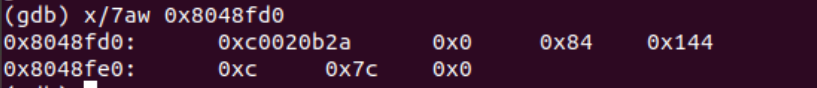 (gdb) x/7aw 0x8048fd0
0x8048fd0: 0xc0020b2a 0x0 0x84 0x144
0x8048fe0: 0xc 0x7c 0x0